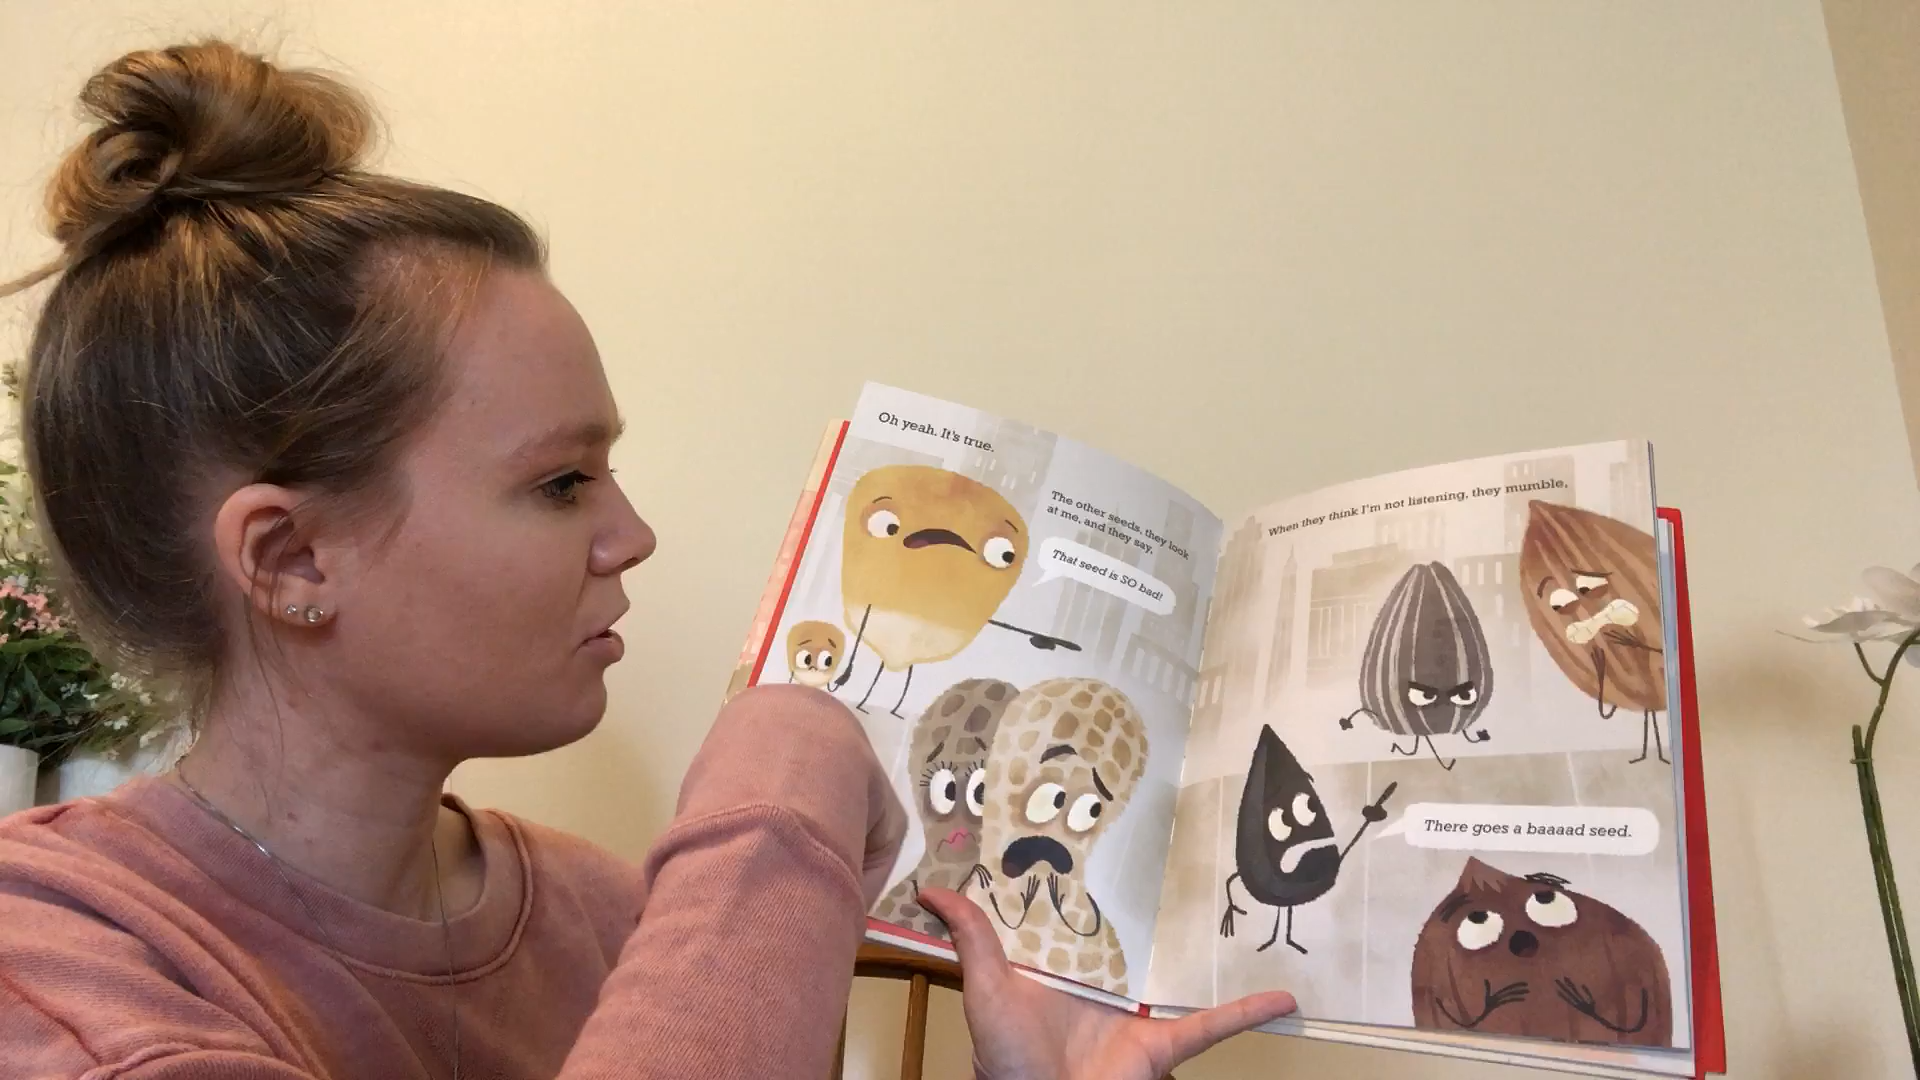 Oh yeah. It's true.
The other seeds, they look
at me, and they say,
That seed is SO bad!
When they think I'm not listening, they mumble,
There goes a baaaad seed.